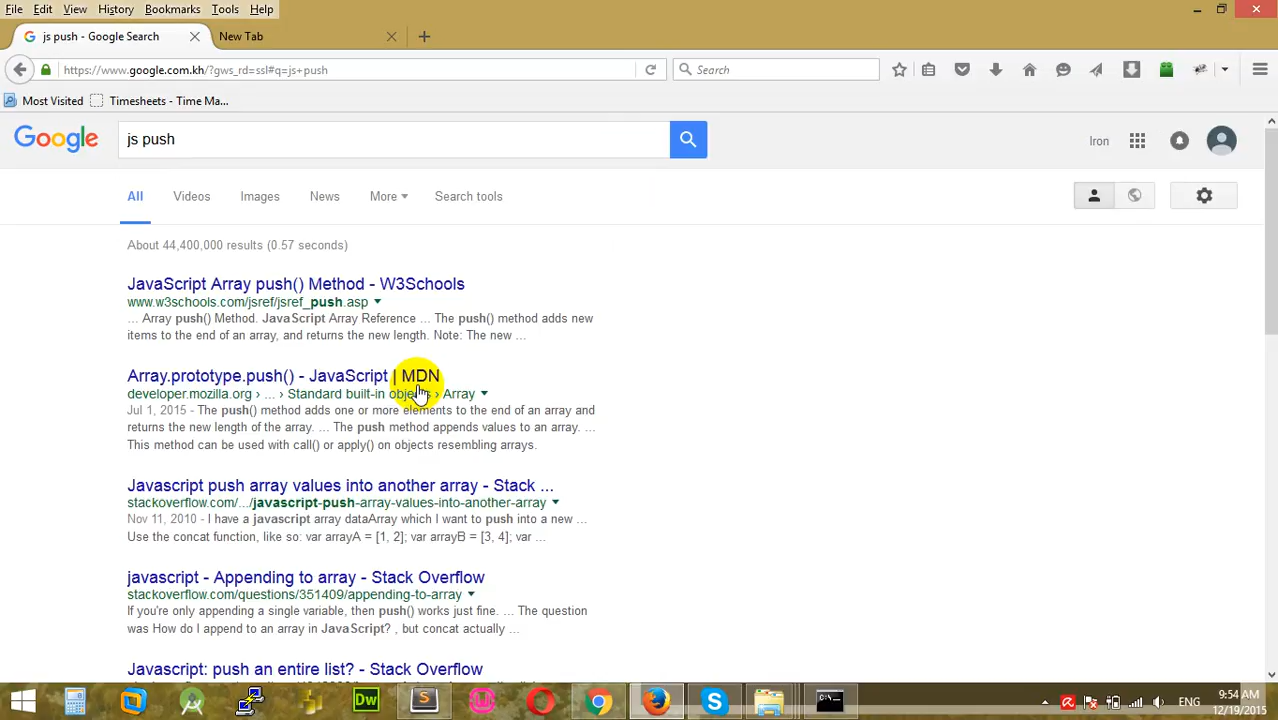 File Edit View History Bookmarks Tools Help
js push - Google Search New Tab
https://www.google.com.kh/?gws_rd=ssl#q=js+push Search
Most Visited Timesheets - Time Ma...
Google js push Iron
All Videos Images News More Search tools
About 44,400,000 results (0.57 seconds)
JavaScript Array push() Method - W3Schools
www.w3schools.com/jsref/jsref_push.asp
... Array push() Method. JavaScript Array Reference ... The push() method adds new
items to the end of an array, and returns the new length. Note: The new ...
Array.prototype.push() - JavaScript | MDN
developer.mozilla.org › ... › Standard built-in objects › Array
Jul 1, 2015 - The push() method adds one or more elements to the end of an array and
returns the new length of the array. ... The push method appends values to an array. ...
This method can be used with call() or apply() on objects resembling arrays.
Javascript push array values into another array - Stack ...
stackoverflow.com/.../javascript-push-array-values-into-another-array
Nov 11, 2010 - I have a javascript array dataArray which I want to push into a new ...
Use the concat function, like so: var arrayA = [1, 2]; var arrayB = [3, 4]; var ...
javascript - Appending to array - Stack Overflow
stackoverflow.com/questions/351409/appending-to-array
If you're only appending a single variable, then push() works just fine. ... The question
was How do I append to an array in JavaScript? , but concat actually ...
Javascript: push an entire list? - Stack Overflow
Dw S S ENG 9:54 AM
12/19/2015